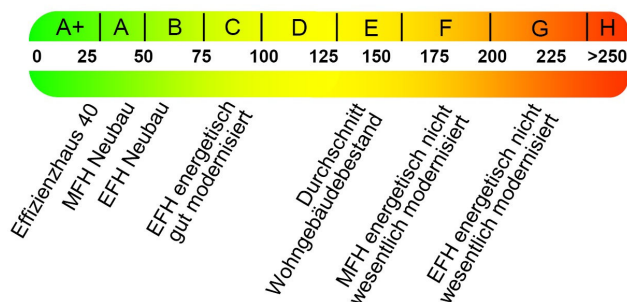 A+ A B C D E F G H
0 25 50 75 100 125 150 175 200 225 >250
Effizienzhaus 40
MFH Neubau
EFH Neubau
EFH energetisch
gut modernisiert
Durchschnitt
Wohngebäudebestand
MFH energetisch nicht
wesentlich modernisiert
EFH energetisch nicht
wesentlich modernisiert